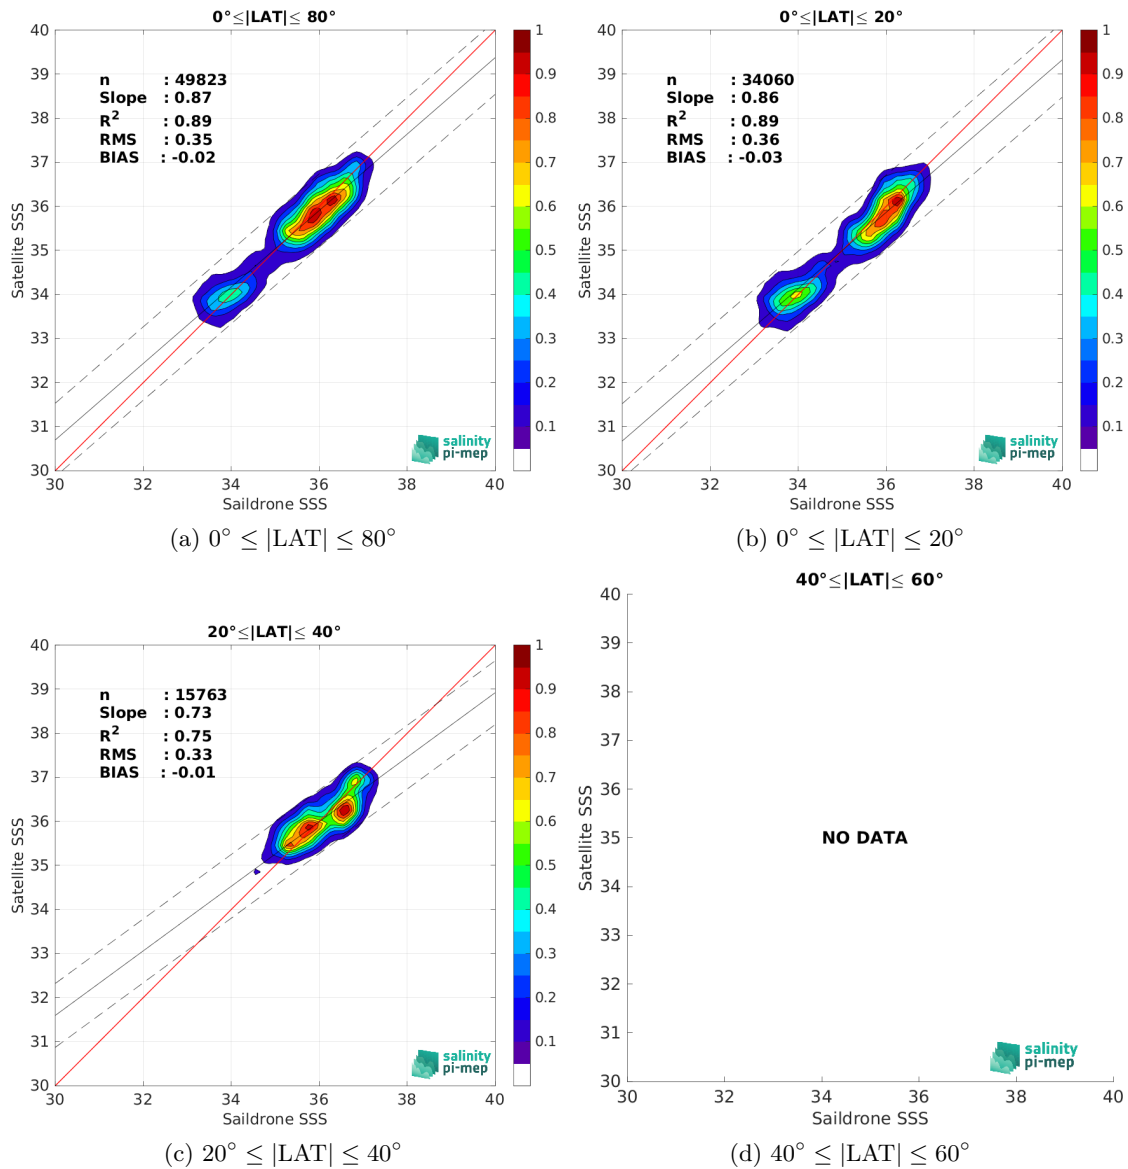 0°≤|LAT|≤ 80°
40
39
38
37
36
35
34
33
32
31
30
Satellite SSS
n : 49823
Slope : 0.87
R² : 0.89
RMS : 0.35
BIAS : -0.02
salinity
pi-mep
30 32 34 36 38 40
Saildrone SSS
1
0.9
0.8
0.7
0.6
0.5
0.4
0.3
0.2
0.1
(a) 0° ≤ |LAT| ≤ 80°
0°≤|LAT|≤ 20°
40
39
38
37
36
35
34
33
32
31
30
Satellite SSS
n : 34060
Slope : 0.86
R² : 0.89
RMS : 0.36
BIAS : -0.03
salinity
pi-mep
30 32 34 36 38 40
Saildrone SSS
1
0.9
0.8
0.7
0.6
0.5
0.4
0.3
0.2
0.1
(b) 0° ≤ |LAT| ≤ 20°
20°≤|LAT|≤ 40°
40
39
38
37
36
35
34
33
32
31
30
Satellite SSS
n : 15763
Slope : 0.73
R² : 0.75
RMS : 0.33
BIAS : -0.01
salinity
pi-mep
30 32 34 36 38 40
Saildrone SSS
1
0.9
0.8
0.7
0.6
0.5
0.4
0.3
0.2
0.1
(c) 20° ≤ |LAT| ≤ 40°
40°≤|LAT|≤ 60°
40
39
38
37
36
35
34
33
32
31
30
Satellite SSS
NO DATA
salinity
pi-mep
30 32 34 36 38 40
Saildrone SSS
(d) 40° ≤ |LAT| ≤ 60°